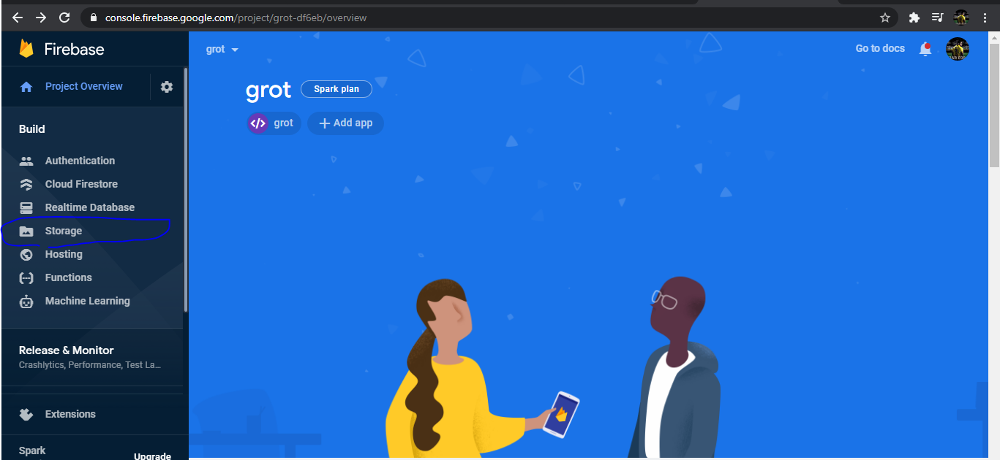 console.firebase.google.com/project/grot-df6eb/overview
Firebase
Project Overview
Build
Authentication
Cloud Firestore
Realtime Database
Storage
Hosting
Functions
Machine Learning
Release & Monitor
Crashlytics, Performance, Test La...
Extensions
Spark
Upgrade
grot
Go to docs
grot Spark plan
grot + Add app